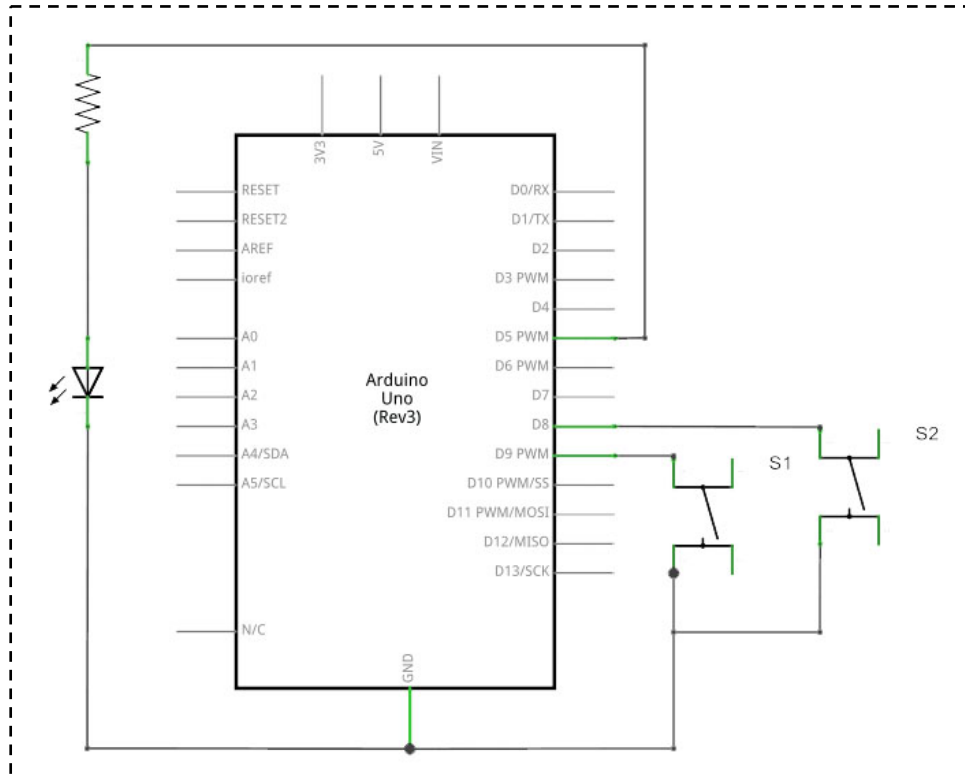 3V3
5V
VIN
RESET
RESET2
AREF
ioref
A0
A1
A2
A3
A4/SDA
A5/SCL
N/C
Arduino
Uno
(Rev3)
D0/RX
D1/TX
D2
D3 PWM
D4
D5 PWM
D6 PWM
D7
D8
D9 PWM
D10 PWM/SS
D11 PWM/MOSI
D12/MISO
D13/SCK
GND
S1
S2